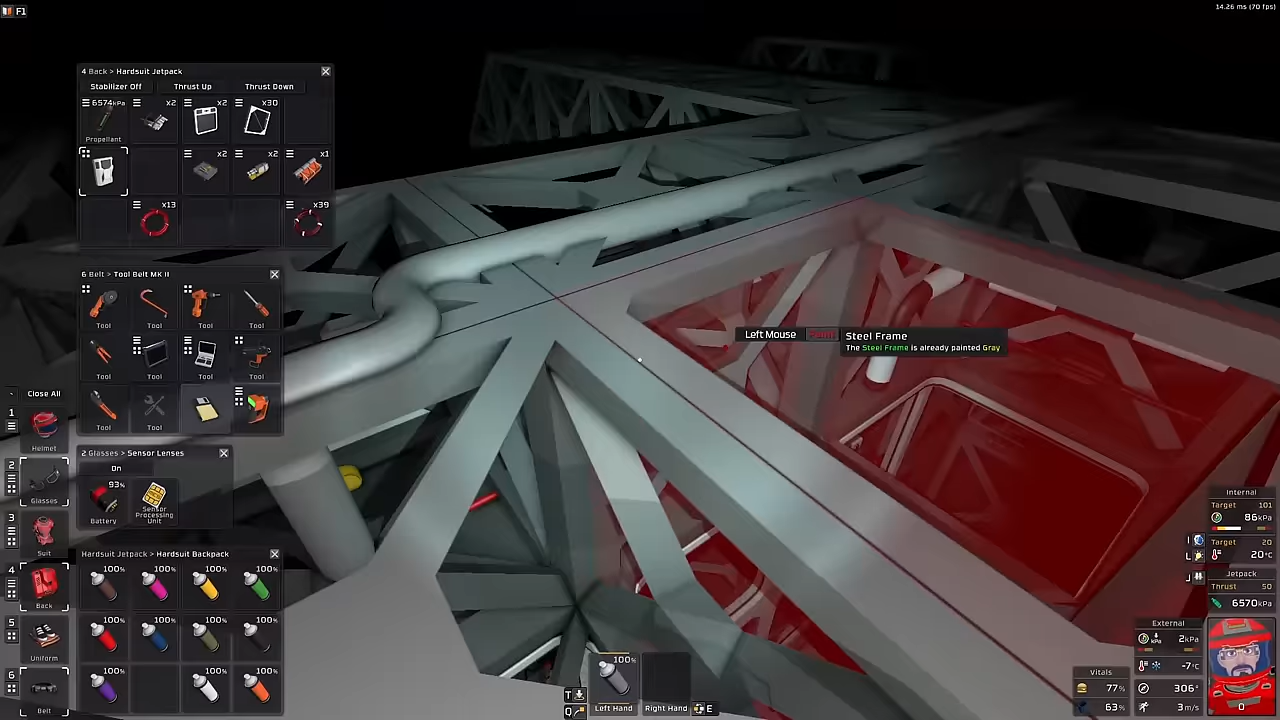 F1
14.26 ms (70 fps)
4 Back > Hardsuit Jetpack
Stabilizer Off Thrust Up Thrust Down
6574kPa x2 x2 x30
Propellant
x2 x2 x1
x13 x39
6 Belt > Tool Belt MK II
Tool Tool Tool Tool
Tool Tool Tool Tool
Tool Tool
2 Glasses > Sensor Lenses
On
93%
Battery
Sensor
Processing
Unit
Hardsuit Jetpack > Hardsuit Backpack
100% 100% 100% 100%
100% 100% 100% 100%
100% 100% 100%
Close All
1
Helmet
2
Glasses
3
Suit
4
Back
5
Uniform
6
Belt
Left Mouse Paint
Steel Frame
The Steel Frame is already painted Gray
100%
T
Q Left Hand Right Hand E
Internal
Target 101
86kPa
Target 20
20°C
I
L
J
Jetpack
Thrust 50
6570kPa
External
kPa 2kPa
-7°C
306°
3m/s
Vitals
77%
63%
0